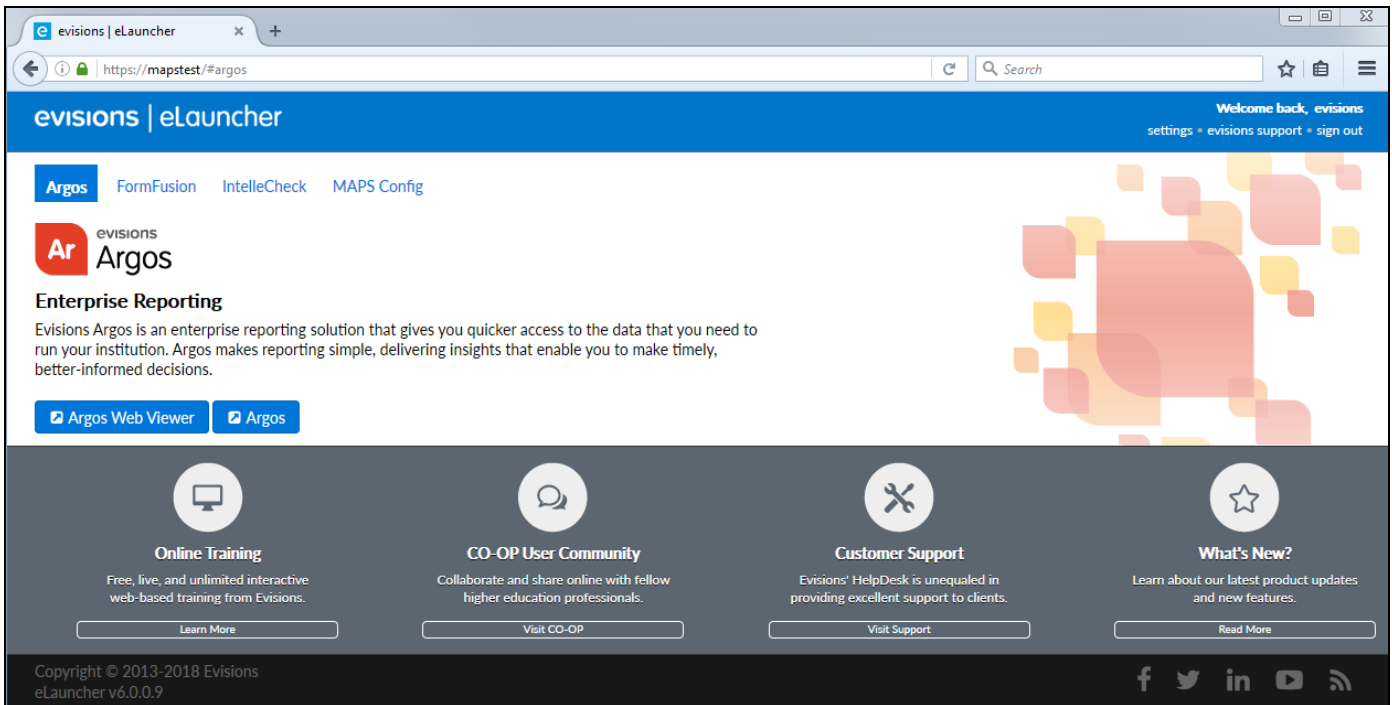 evisions | eLauncher
https://mapstest/#argos
Search
evisions | eLauncher
Welcome back, evisions
settings • evisions support • sign out
Argos FormFusion IntelleCheck MAPS Config
Ar evisions
Argos
Enterprise Reporting
Evisions Argos is an enterprise reporting solution that gives you quicker access to the data that you need to
run your institution. Argos makes reporting simple, delivering insights that enable you to make timely,
better-informed decisions.
Argos Web Viewer Argos
Online Training
Free, live, and unlimited interactive
web-based training from Evisions.
Learn More
CO-OP User Community
Collaborate and share online with fellow
higher education professionals.
Visit CO-OP
Customer Support
Evisions' HelpDesk is unequaled in
providing excellent support to clients.
Visit Support
What's New?
Learn about our latest product updates
and new features.
Read More
Copyright © 2013-2018 Evisions
eLauncher v6.0.0.9